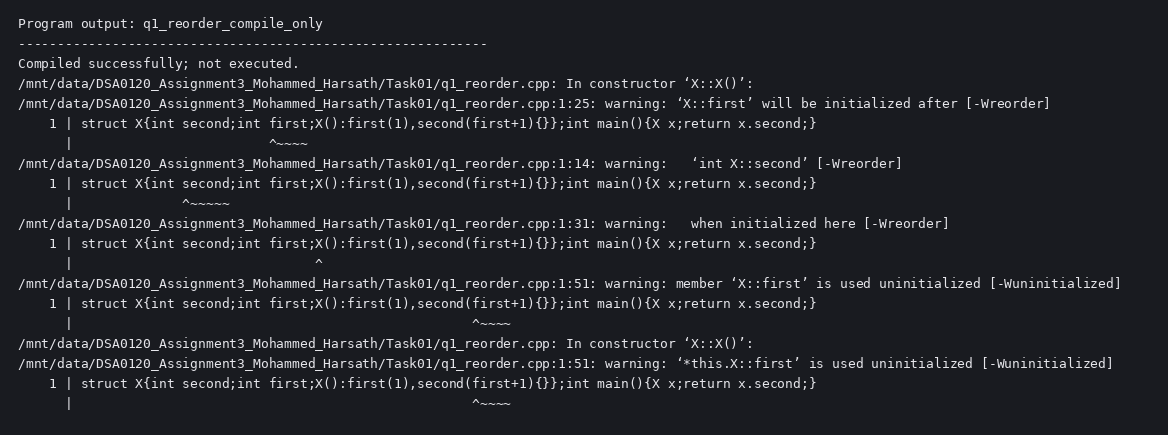 Program output: q1_reorder_compile_only
------------------------------------------------------------
Compiled successfully; not executed.
/mnt/data/DSA0120_Assignment3_Mohammed_Harsath/Task01/q1_reorder.cpp: In constructor ‘X::X()’:
/mnt/data/DSA0120_Assignment3_Mohammed_Harsath/Task01/q1_reorder.cpp:1:25: warning: ‘X::first’ will be initialized after [-Wreorder]
    1 | struct X{int second;int first;X():first(1),second(first+1){}};int main(){X x;return x.second;}
      |                         ^~~~~
/mnt/data/DSA0120_Assignment3_Mohammed_Harsath/Task01/q1_reorder.cpp:1:14: warning:   ‘int X::second’ [-Wreorder]
    1 | struct X{int second;int first;X():first(1),second(first+1){}};int main(){X x;return x.second;}
      |              ^~~~~~
/mnt/data/DSA0120_Assignment3_Mohammed_Harsath/Task01/q1_reorder.cpp:1:31: warning:   when initialized here [-Wreorder]
    1 | struct X{int second;int first;X():first(1),second(first+1){}};int main(){X x;return x.second;}
      |                               ^
/mnt/data/DSA0120_Assignment3_Mohammed_Harsath/Task01/q1_reorder.cpp:1:51: warning: member ‘X::first’ is used uninitialized [-Wuninitialized]
    1 | struct X{int second;int first;X():first(1),second(first+1){}};int main(){X x;return x.second;}
      |                                                   ^~~~~
/mnt/data/DSA0120_Assignment3_Mohammed_Harsath/Task01/q1_reorder.cpp: In constructor ‘X::X()’:
/mnt/data/DSA0120_Assignment3_Mohammed_Harsath/Task01/q1_reorder.cpp:1:51: warning: ‘*this.X::first’ is used uninitialized [-Wuninitialized]
    1 | struct X{int second;int first;X():first(1),second(first+1){}};int main(){X x;return x.second;}
      |                                                   ^~~~~